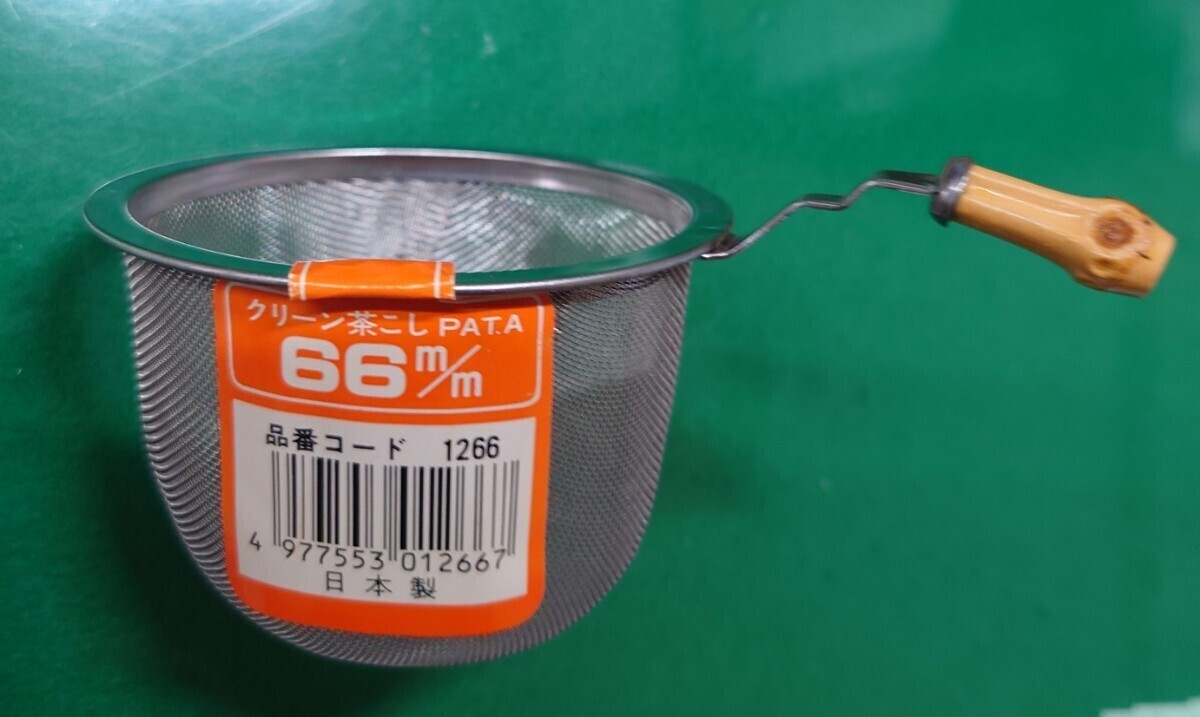 クリーン茶こし PAT.A
66 m/m
品番コード 1266
4 977553 012667
日本製